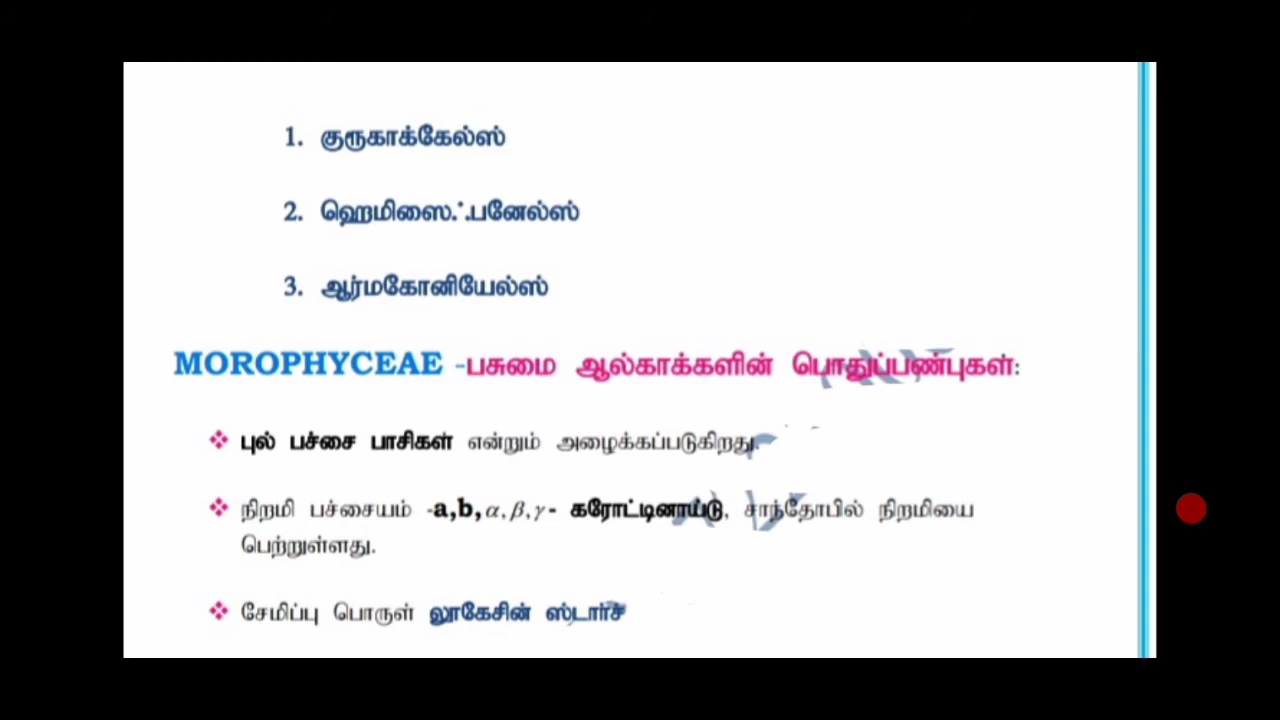 1. குருகாக்கேல்ஸ்
2. ஹெமிஸைஃபனேல்ஸ்
3. ஆர்மகோனியேல்ஸ்
MOROPHYCEAE -பசுமை ஆல்காக்களின் பொதுப்பண்புகள்:
❖ புல் பச்சை பாசிகள் என்றும் அழைக்கப்படுகிறது.
❖ நிறமி பச்சையம் -a,b,α,β,γ- கரோட்டினாய்டு, சாந்தோபில் நிறமியை
பெற்றுள்ளது.
❖ சேமிப்பு பொருள் லூகேசின் ஸ்டார்ச்